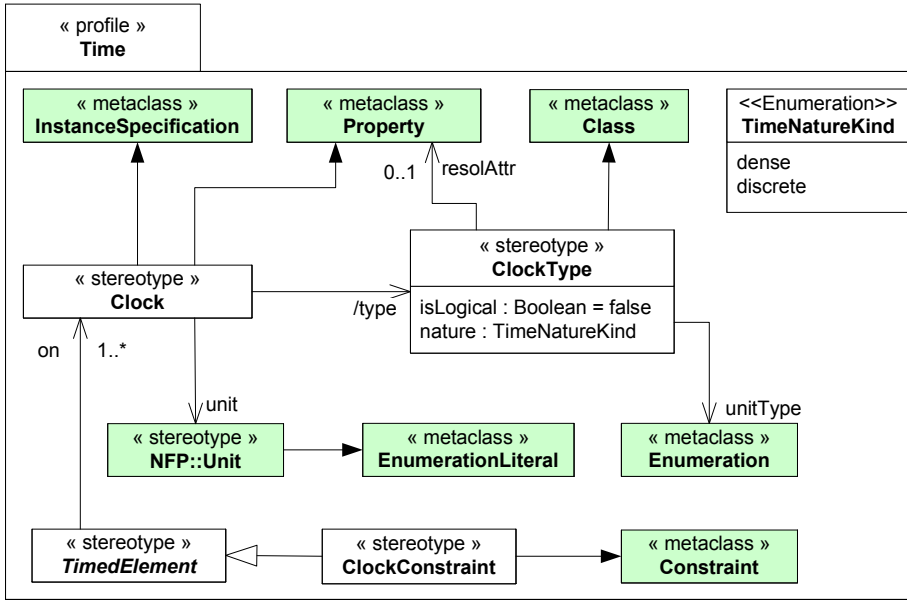 « profile »
Time
« metaclass »
InstanceSpecification
« metaclass »
Property
« metaclass »
Class
<<Enumeration>>
TimeNatureKind
dense
discrete
0..1
resolAttr
« stereotype »
ClockType
isLogical : Boolean = false
nature : TimeNatureKind
« stereotype »
Clock
/type
on
1..*
unit
unitType
« stereotype »
NFP::Unit
« metaclass »
EnumerationLiteral
« metaclass »
Enumeration
« stereotype »
TimedElement
« stereotype »
ClockConstraint
« metaclass »
Constraint